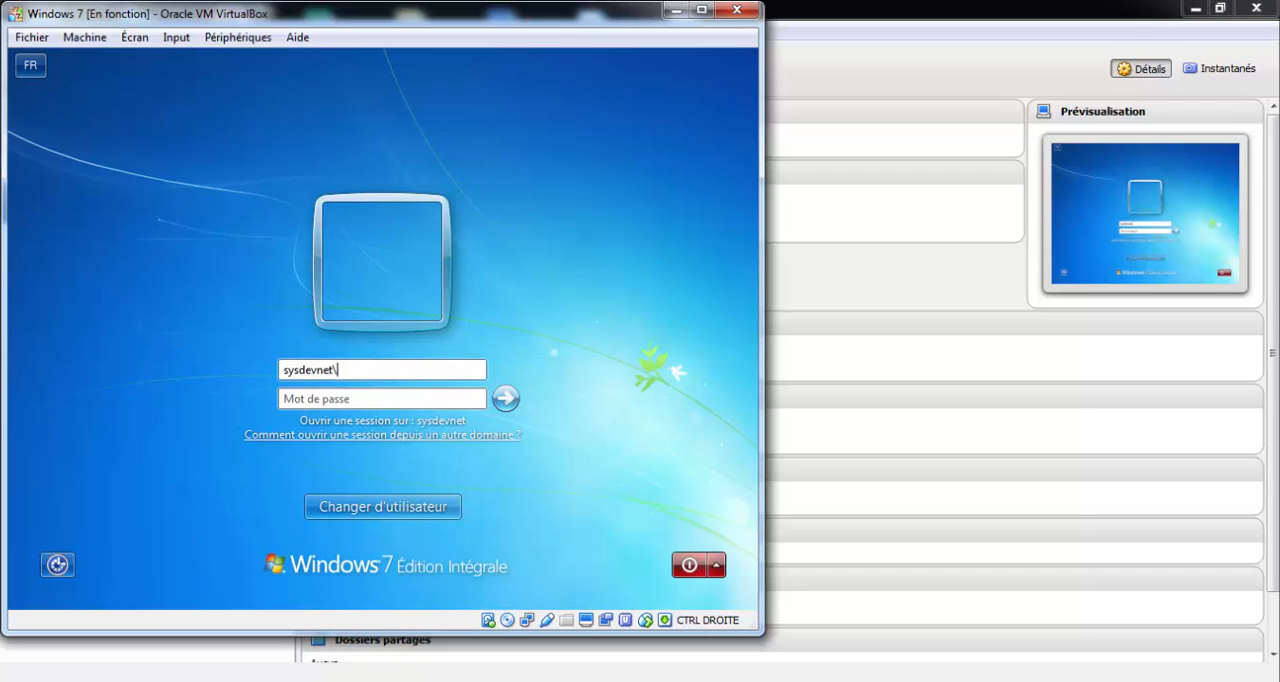 Windows 7 [En fonction] - Oracle VM VirtualBox
Fichier Machine Écran Input Périphériques Aide
FR
Détails Instantanés
Prévisualisation
sysdevnet\
Mot de passe
Ouvrir une session sur : sysdevnet
Comment ouvrir une session depuis un autre domaine ?
Changer d'utilisateur
Windows 7 Édition Intégrale
CTRL DROITE
Dossiers partagés